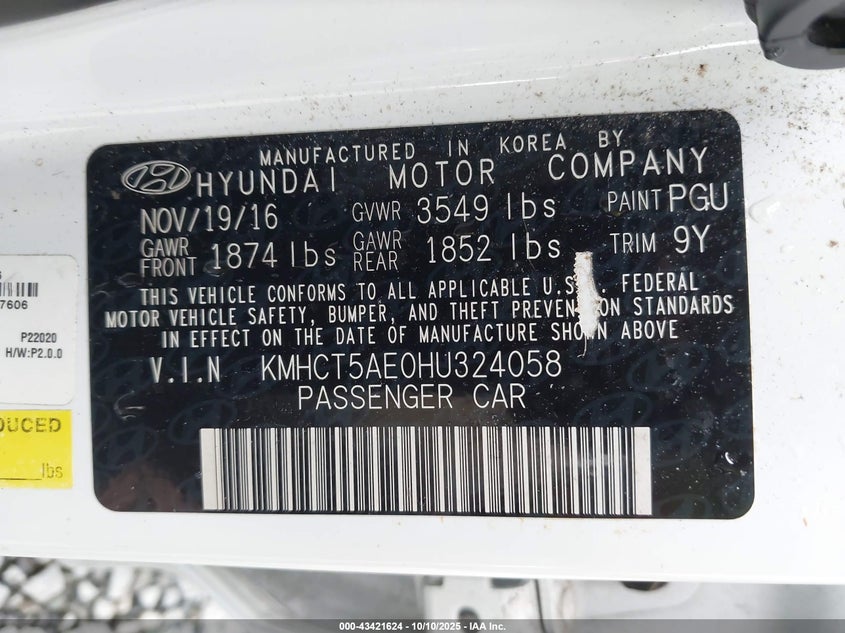 MANUFACTURED IN KOREA BY
HYUNDAI MOTOR COMPANY
NOV/19/16 GVWR 3549 lbs PAINT PGU
GAWR FRONT 1874 lbs GAWR REAR 1852 lbs TRIM 9Y
THIS VEHICLE CONFORMS TO ALL APPLICABLE U.S. FEDERAL
MOTOR VEHICLE SAFETY, BUMPER, AND THEFT PREVENTION STANDARDS
IN EFFECT ON THE DATE OF MANUFACTURE SHOWN ABOVE
V.I.N KMHCT5AE0HU324058
PASSENGER CAR
7606
P22020
H/W:P2.0.0
DUCED
lbs
000-43421624 | 10/10/2025 | IAA Inc.